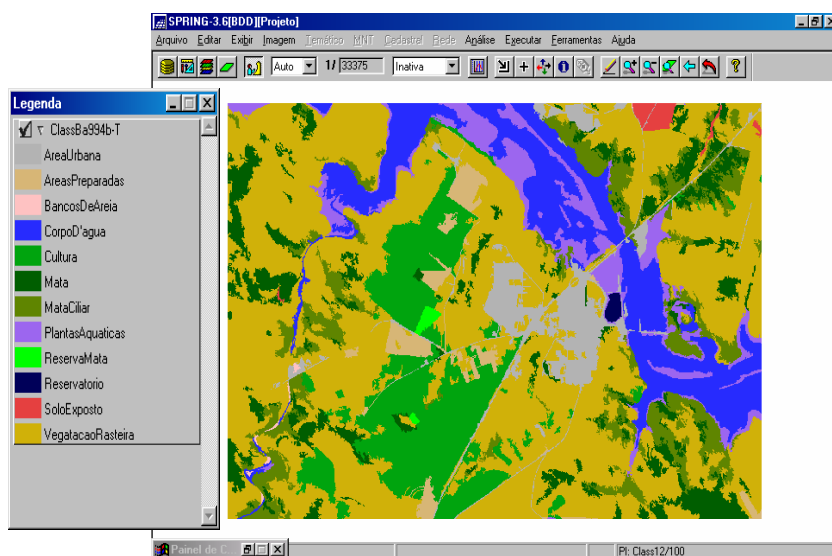 SPRING-3.6[BDD][Projeto]
Arquivo Editar Exibir Imagem Temático MNT Cadastral Rede Análise Executar Ferramentas Ajuda
Auto 1/ 33375 Inativa
Legenda
ClassBa994b-T
AreaUrbana
AreasPreparadas
BancosDeAreia
CorpoD'agua
Cultura
Mata
MataCiliar
PlantasAquaticas
ReservaMata
Reservatorio
SoloExposto
VegatacaoRasteira
Painel de C
PI: Class12/100